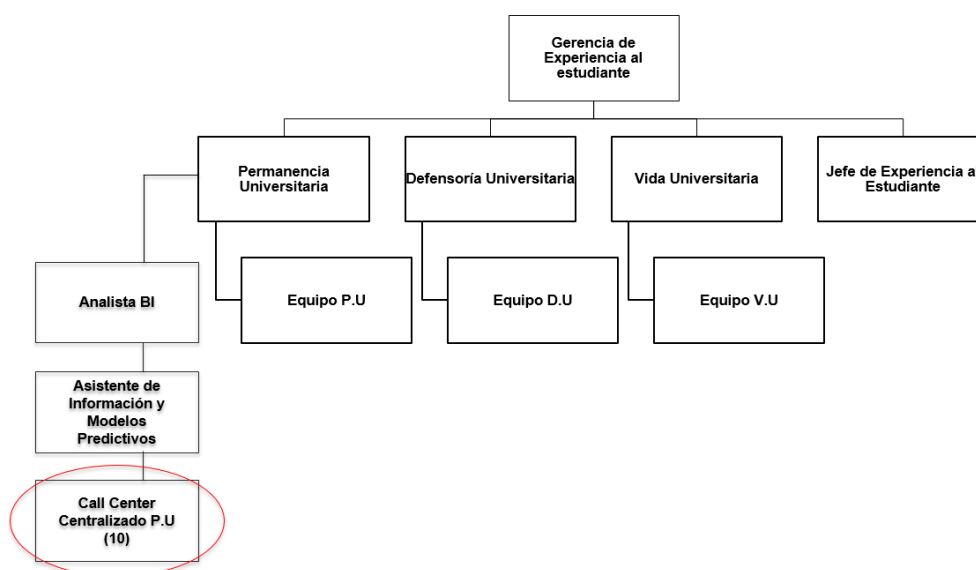 Gerencia de
Experiencia al
estudiante
Permanencia
Universitaria
Defensoría Universitaria
Vida Universitaria
Jefe de Experiencia a
Estudiante
Equipo P.U
Equipo D.U
Equipo V.U
Analista BI
Asistente de
Información y
Modelos
Predictivos
Call Center
Centralizado P.U
(10)